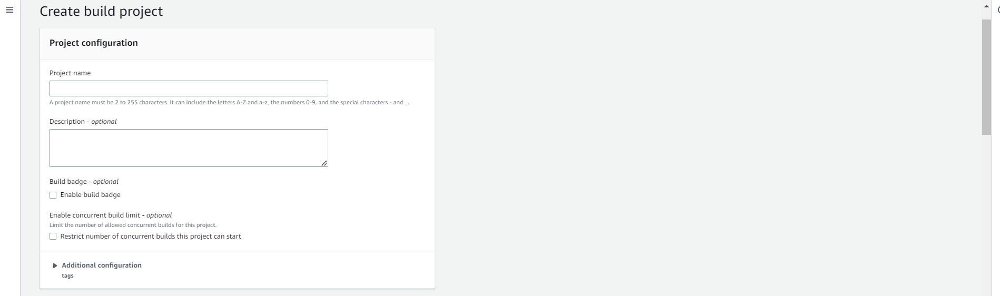 Create build project
Project configuration
Project name
A project name must be 2 to 255 characters. It can include the letters A-Z and a-z, the numbers 0-9, and the special characters - and _.
Description - optional
Build badge - optional
Enable build badge
Enable concurrent build limit - optional
Limit the number of allowed concurrent builds for this project.
Restrict number of concurrent builds this project can start
Additional configuration
tags